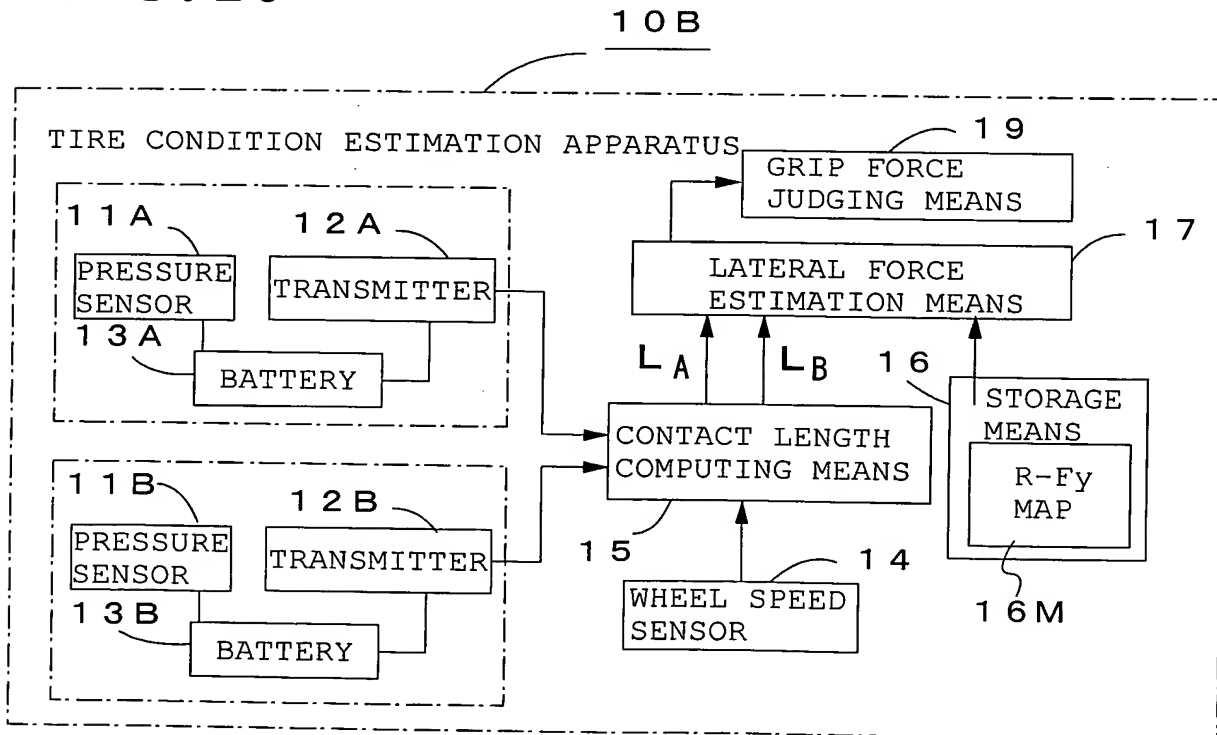 10B
TIRE CONDITION ESTIMATION APPARATUS
19
GRIP FORCE
JUDGING MEANS
11A
12A
17
PRESSURE
SENSOR
TRANSMITTER
LATERAL FORCE
ESTIMATION MEANS
13A
BATTERY
LA
LB
16
STORAGE
MEANS
CONTACT LENGTH
COMPUTING MEANS
R-Fy
MAP
11B
12B
15
PRESSURE
SENSOR
TRANSMITTER
14
16M
WHEEL SPEED
SENSOR
13B
BATTERY